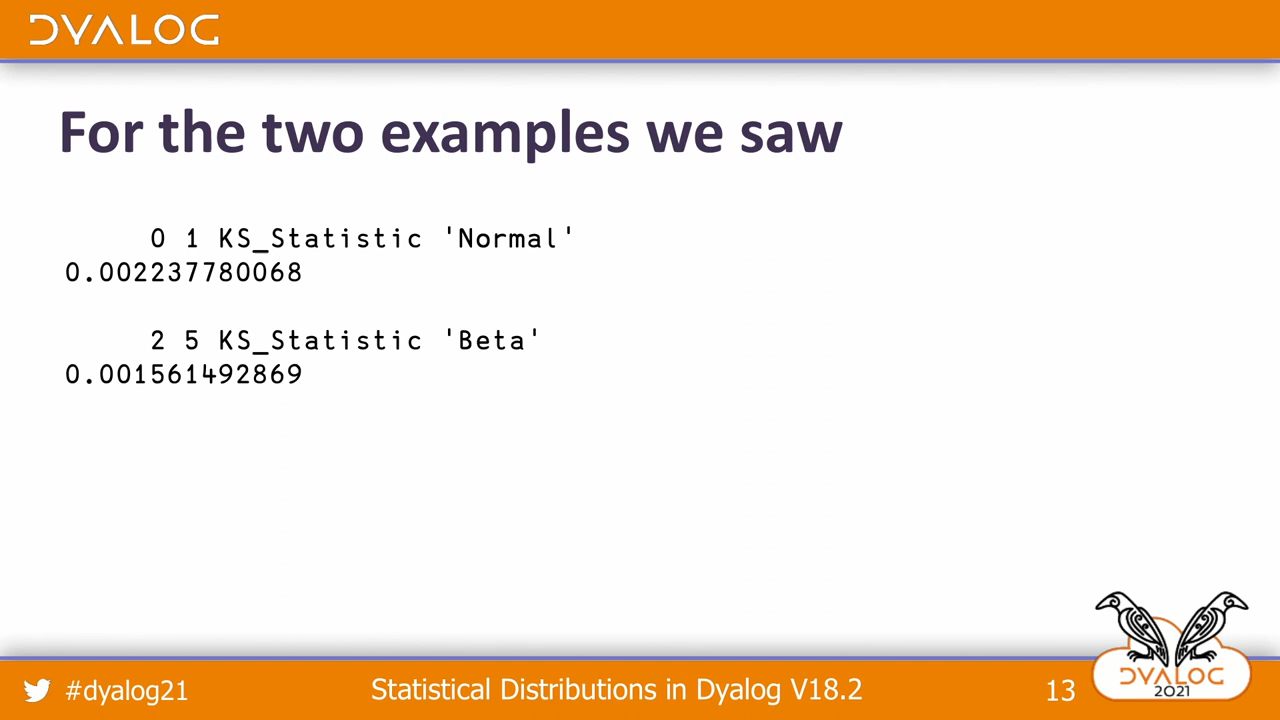 DYALOG
For the two examples we saw
0 1 KS_Statistic 'Normal'
0.002237780068
2 5 KS_Statistic 'Beta'
0.001561492869
#dyalog21
Statistical Distributions in Dyalog V18.2
13
DYALOG
2021